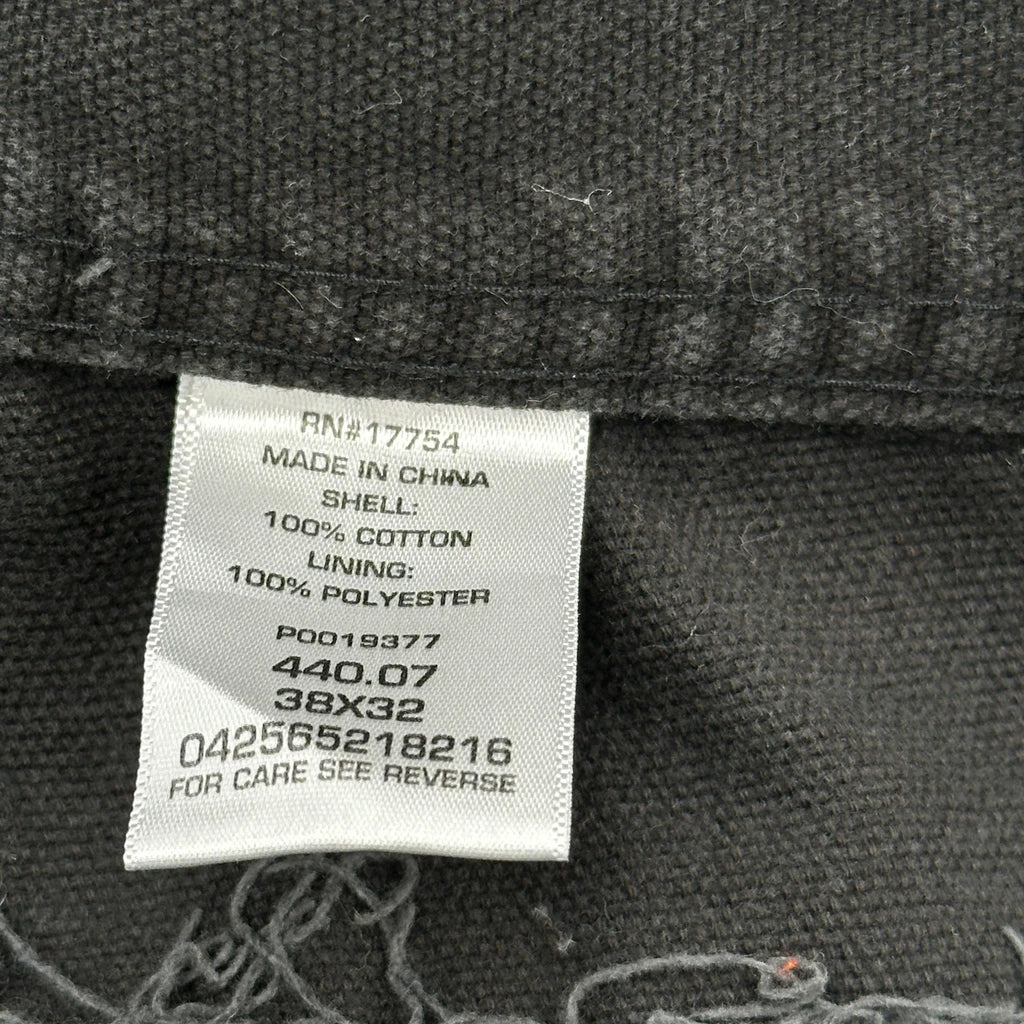 RN#17754
MADE IN CHINA
SHELL:
100% COTTON
LINING:
100% POLYESTER
P0019377
440.07
38X32
042565218216
FOR CARE SEE REVERSE